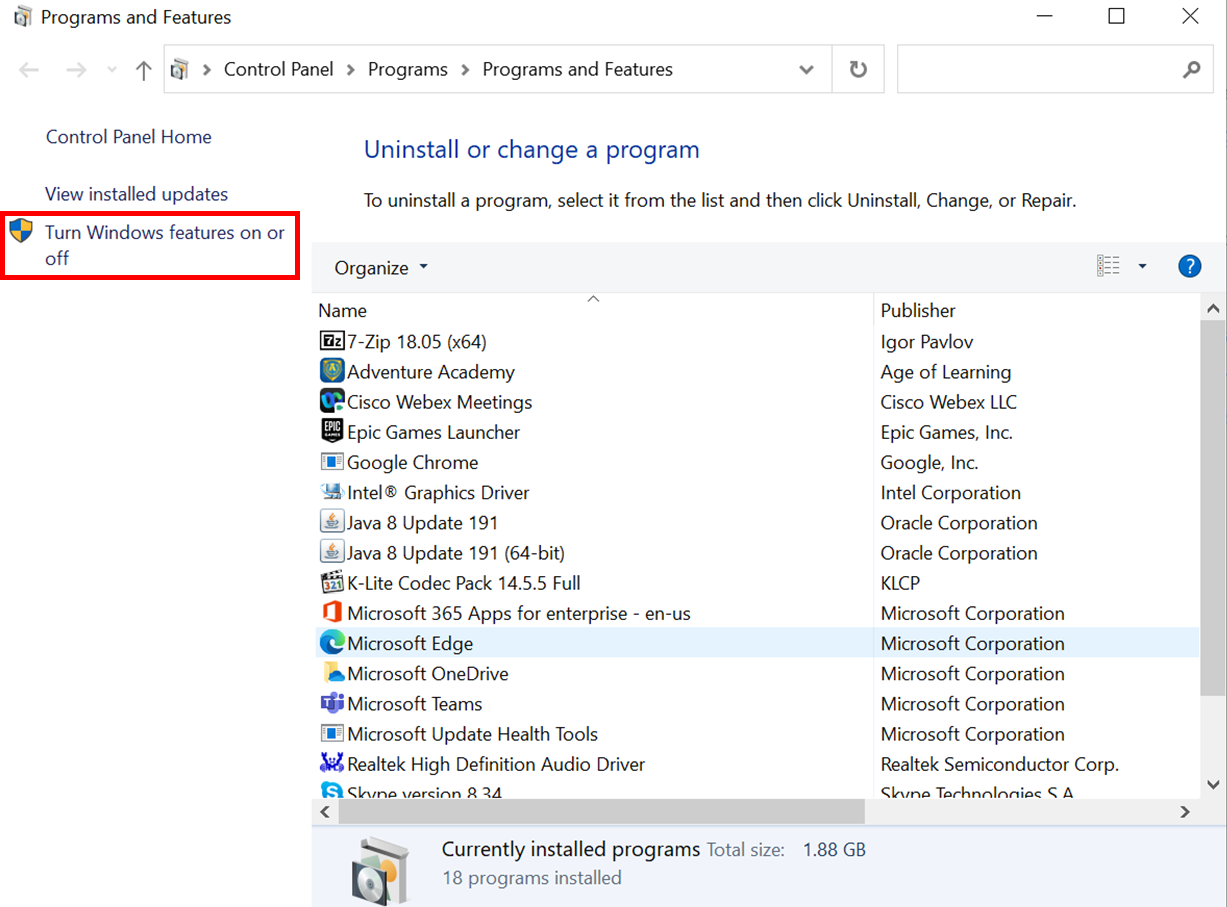 Programs and Features
Control Panel > Programs > Programs and Features
Control Panel Home
View installed updates
Turn Windows features on or
off
Uninstall or change a program
To uninstall a program, select it from the list and then click Uninstall, Change, or Repair.
Organize
?
Name Publisher
7-Zip 18.05 (x64) Igor Pavlov
Adventure Academy Age of Learning
Cisco Webex Meetings Cisco Webex LLC
EPIC GAMES Epic Games Launcher Epic Games, Inc.
Google Chrome Google, Inc.
Intel® Graphics Driver Intel Corporation
Java 8 Update 191 Oracle Corporation
Java 8 Update 191 (64-bit) Oracle Corporation
321 K-Lite Codec Pack 14.5.5 Full KLCP
Microsoft 365 Apps for enterprise - en-us Microsoft Corporation
Microsoft Edge Microsoft Corporation
Microsoft OneDrive Microsoft Corporation
Microsoft Teams Microsoft Corporation
Microsoft Update Health Tools Microsoft Corporation
Realtek High Definition Audio Driver Realtek Semiconductor Corp.
Skype version 8.34 Skype Technologies S.A.
Currently installed programs Total size: 1.88 GB
18 programs installed